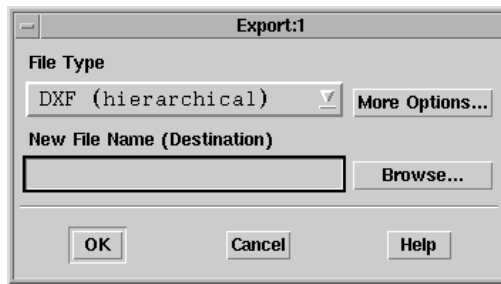 Export:1
File Type
DXF (hierarchical)
More Options...
New File Name (Destination)
Browse...
OK Cancel Help